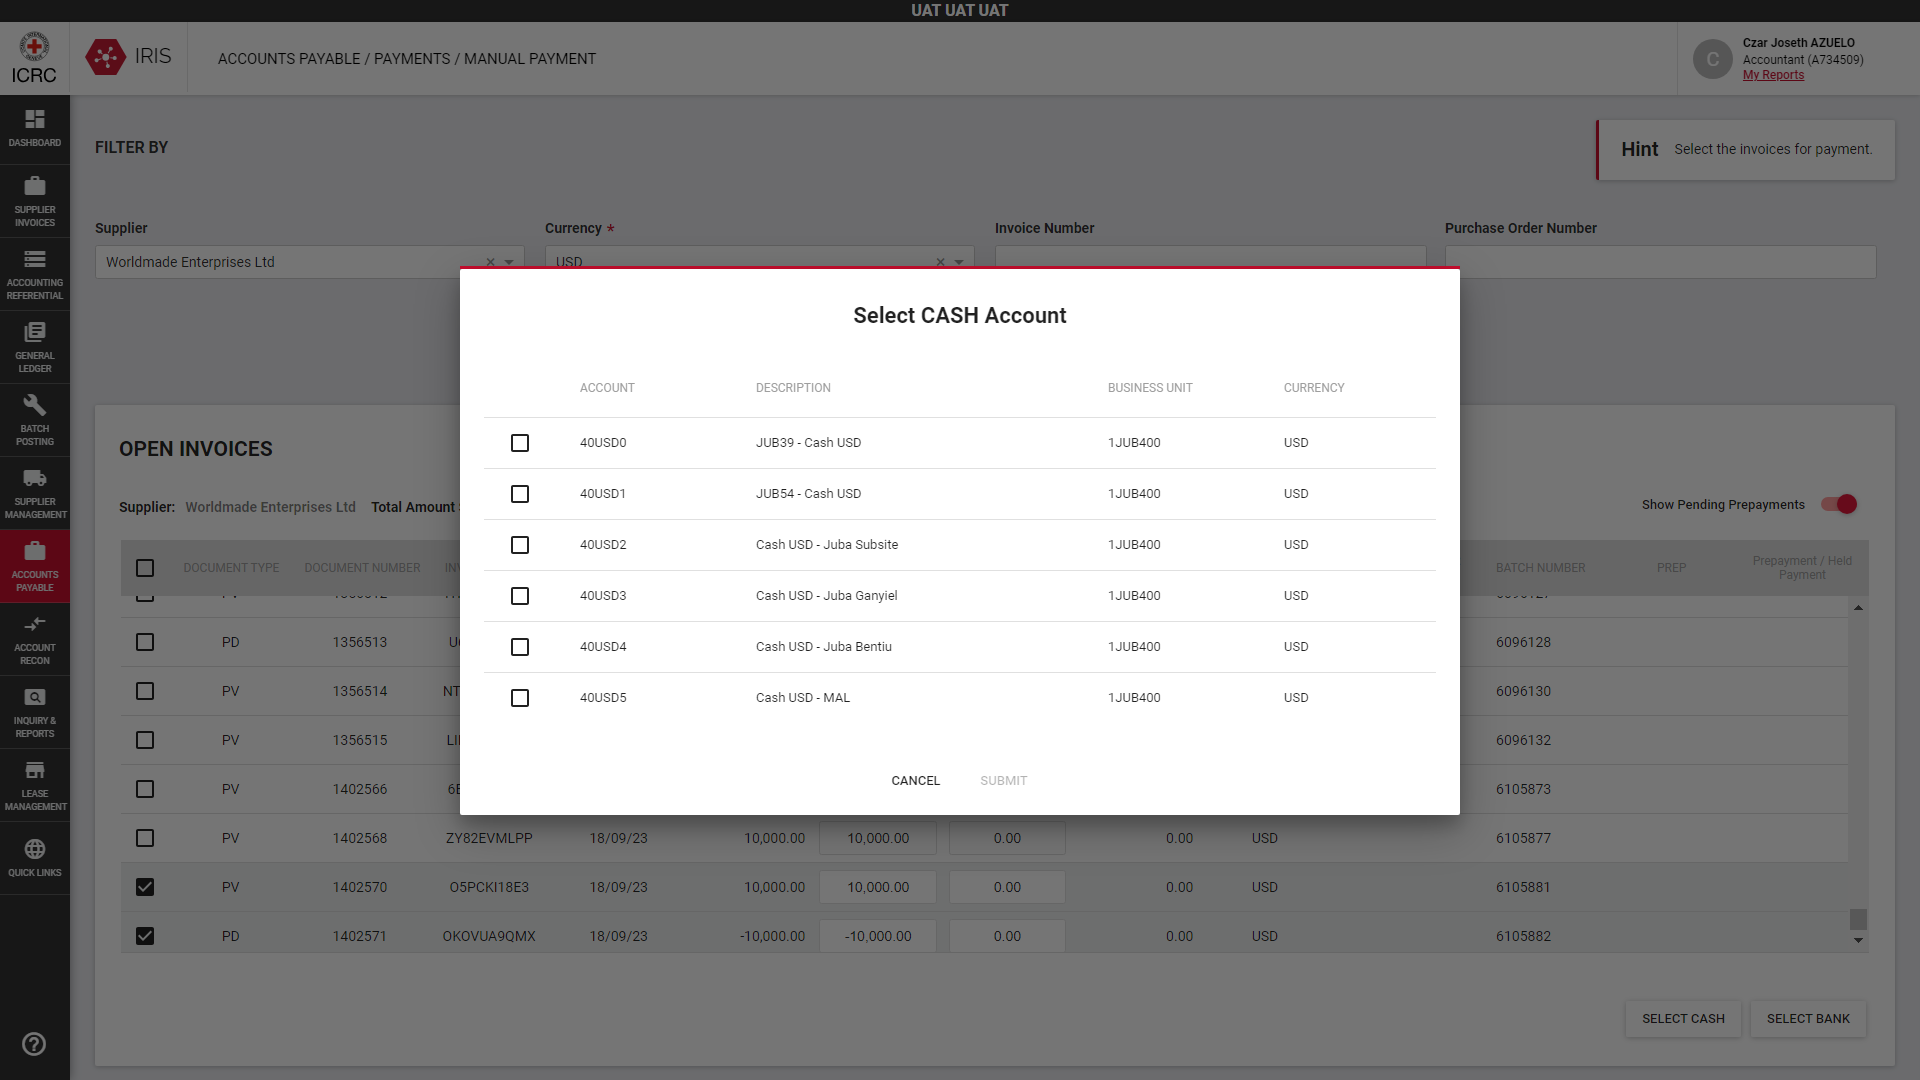 UAT UAT UAT
ICRC
IRIS
ACCOUNTS PAYABLE / PAYMENTS / MANUAL PAYMENT
C
Czar Joseth AZUELO
Accountant (A734509)
My Reports
DASHBOARD
SUPPLIER
INVOICES
ACCOUNTING
REFERENTIAL
GENERAL
LEDGER
BATCH
POSTING
SUPPLIER
MANAGEMENT
ACCOUNTS
PAYABLE
ACCOUNT
RECON
INQUIRY &
REPORTS
LEASE
MANAGEMENT
QUICK LINKS
FILTER BY
Hint Select the invoices for payment.
Supplier Currency * Invoice Number Purchase Order Number
Worldmade Enterprises Ltd USD
Select CASH Account
ACCOUNT DESCRIPTION BUSINESS UNIT CURRENCY
40USD0 JUB39 - Cash USD 1JUB400 USD
40USD1 JUB54 - Cash USD 1JUB400 USD
40USD2 Cash USD - Juba Subsite 1JUB400 USD
40USD3 Cash USD - Juba Ganyiel 1JUB400 USD
40USD4 Cash USD - Juba Bentiu 1JUB400 USD
40USD5 Cash USD - MAL 1JUB400 USD
CANCEL SUBMIT
OPEN INVOICES
Supplier: Worldmade Enterprises Ltd Total Amount
Show Pending Prepayments
DOCUMENT TYPE DOCUMENT NUMBER BATCH NUMBER PREP Prepayment / Held
Payment
PD 1356513 6096128
PV 1356514 6096130
PV 1356515 6096132
PV 1402566 6105873
PV 1402568 ZY82EVMLPP 18/09/23 10,000.00 10,000.00 0.00 0.00 USD 6105877
PV 1402570 O5PCKI18E3 18/09/23 10,000.00 10,000.00 0.00 0.00 USD 6105881
PD 1402571 OKOVUA9QMX 18/09/23 -10,000.00 -10,000.00 0.00 0.00 USD 6105882
SELECT CASH SELECT BANK